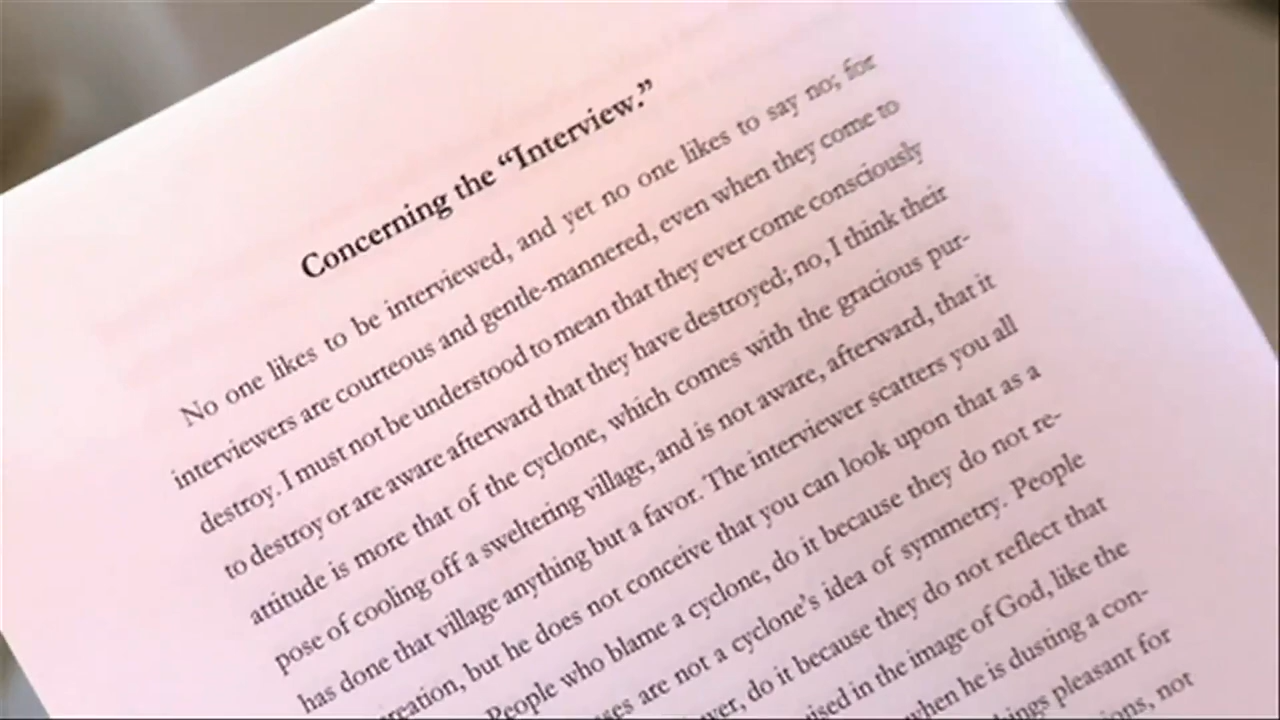 Concerning the “Interview.”
No one likes to be interviewed, and yet no one likes to say no; for
interviewers are courteous and gentle-mannered, even when they come to
destroy. I must not be understood to mean that they ever come consciously
to destroy or are aware afterward that they have destroyed; no, I think their
attitude is more that of the cyclone, which comes with the gracious pur-
pose of cooling off a sweltering village, and is not aware, afterward, that it
has done that village anything but a favor. The interviewer scatters you all
reation, but he does not conceive that you can look upon that as a
People who blame a cyclone, do it because they do not re-
ses are not a cyclone’s idea of symmetry. People
ver, do it because they do not reflect that
ised in the image of God, like the
when he is dusting a con-
ings pleasant for
ions, not